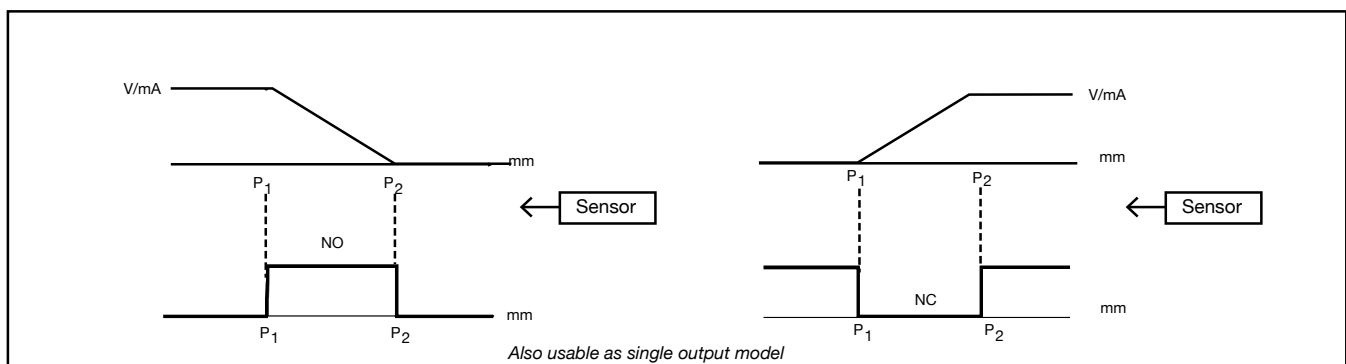 V/mA
mm
P1
P2
Sensor
NO
mm
P1
P2
V/mA
mm
P1
P2
Sensor
NC
mm
P1
P2
Also usable as single output model